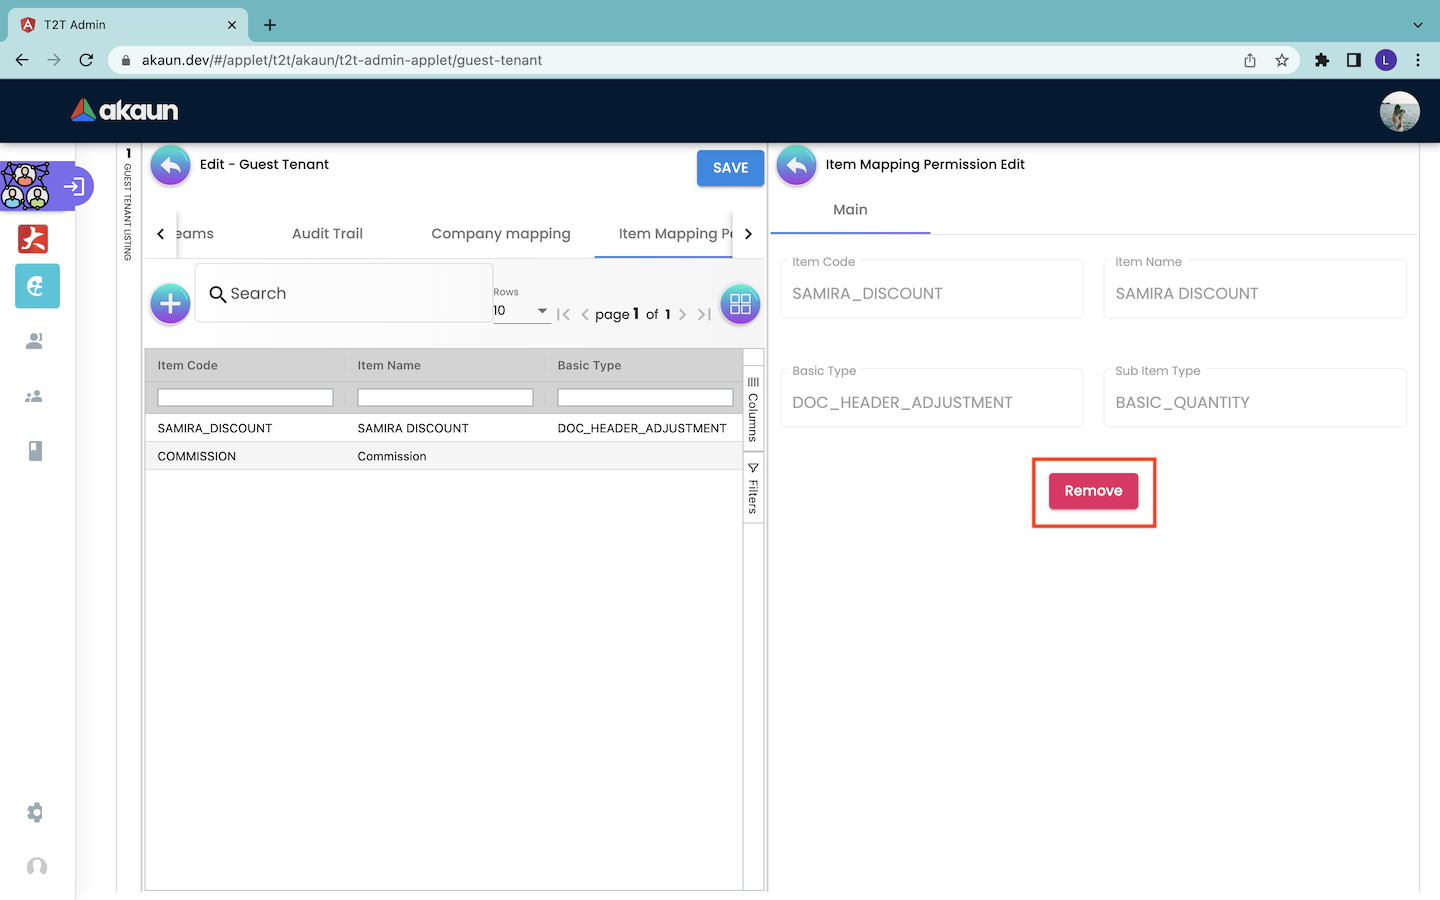 T2T Admin
akaun.dev/#/applet/t2t/akaun/t2t-admin-applet/guest-tenant
L
akaun
1 GUEST TENANT LISTING
Edit - Guest Tenant
SAVE
eams
Audit Trail
Company mapping
Item Mapping Pe
Search
Rows
10
page 1 of 1
Item Code
Item Name
Basic Type
SAMIRA_DISCOUNT
SAMIRA DISCOUNT
DOC_HEADER_ADJUSTMENT
COMMISSION
Commission
Columns
Filters
Item Mapping Permission Edit
Main
Item Code
SAMIRA_DISCOUNT
Item Name
SAMIRA DISCOUNT
Basic Type
DOC_HEADER_ADJUSTMENT
Sub Item Type
BASIC_QUANTITY
Remove